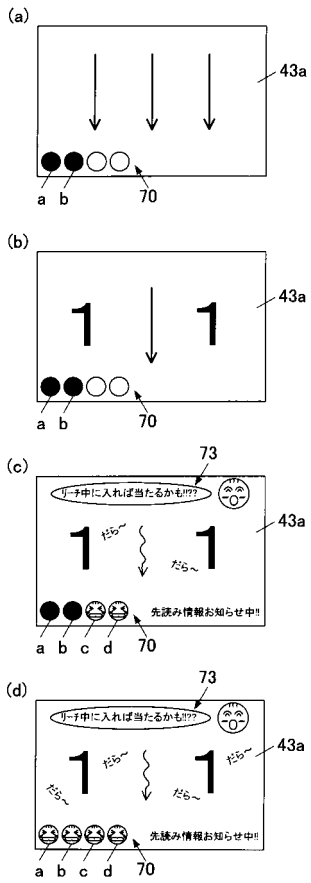 (a)
43a
a b
70
(b)
1 1
43a
a b
70
(c)
73
リーチ中に入れば当たるかも!!??
43a
1 だら～ 1
だら～
先読み情報お知らせ中!!
a b c d
70
(d)
73
リーチ中に入れば当たるかも!!??
43a
1 だら～ 1 だら～
だら～ だら～
先読み情報お知らせ中!!
a b c d
70